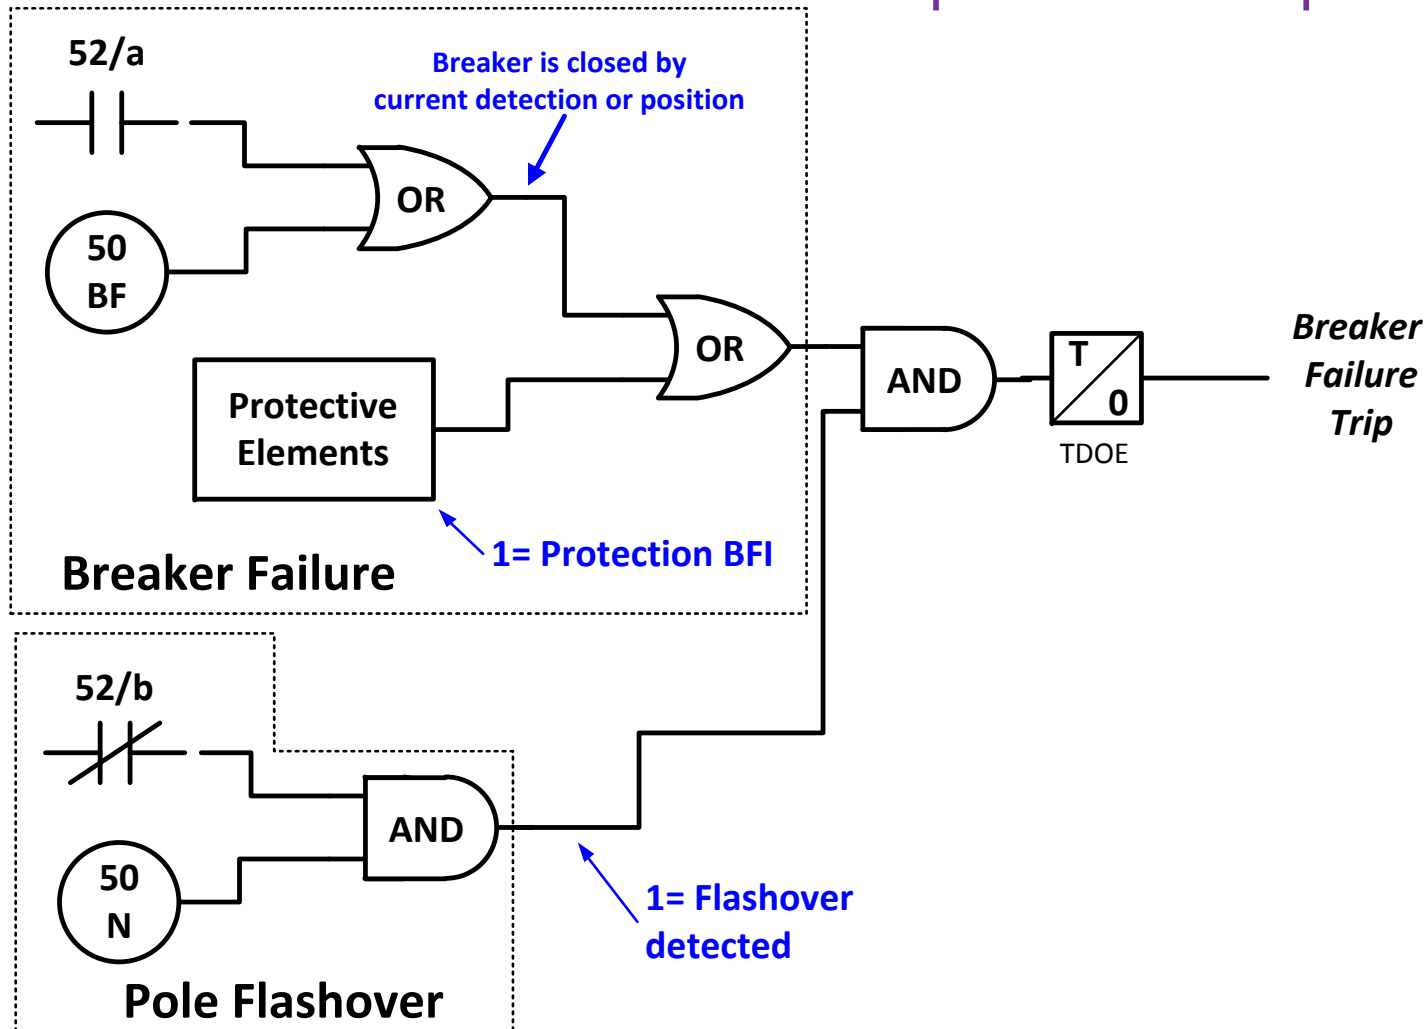 52/a
Breaker is closed by
current detection or position
OR
50
BF
OR
Protective
Elements
1= Protection BFI
Breaker Failure
AND
T
0
TDOE
Breaker
Failure
Trip
52/b
AND
50
N
1= Flashover
detected
Pole Flashover